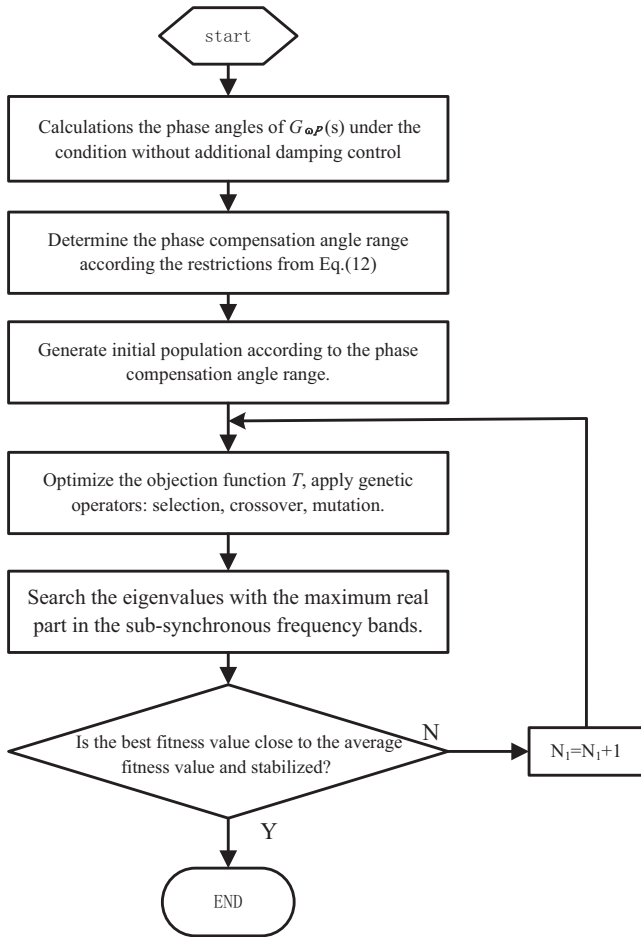 start
Calculations the phase angles of G_ωP(s) under the
condition without additional damping control
Determine the phase compensation angle range
according the restrictions from Eq.(12)
Generate initial population according to the phase
compensation angle range.
Optimize the objection function T, apply genetic
operators: selection, crossover, mutation.
Search the eigenvalues with the maximum real
part in the sub-synchronous frequency bands.
Is the best fitness value close to the average
fitness value and stabilized?
N
N₁=N₁+1
Y
END